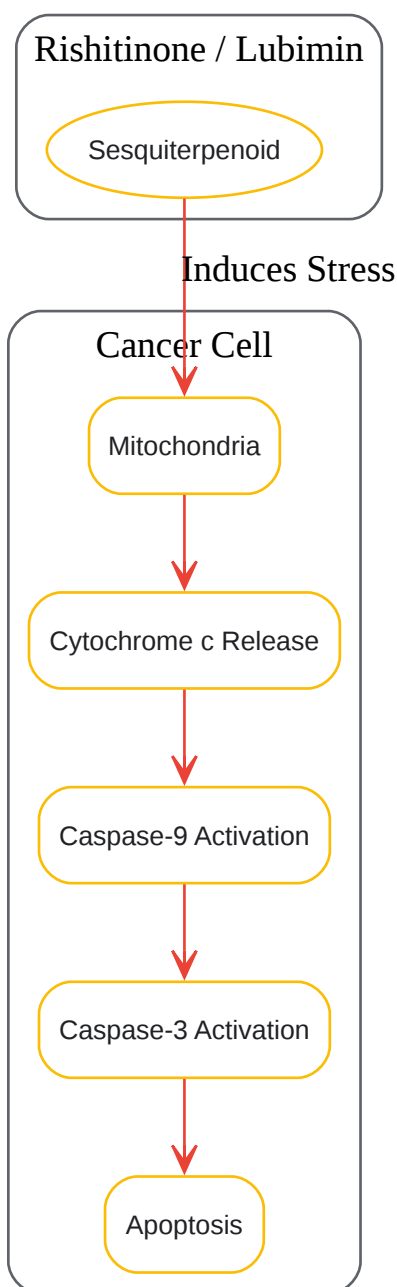 Rishitinone / Lubimin
Sesquiterpenoid
Induces Stress
Cancer Cell
Mitochondria
Cytochrome c Release
Caspase-9 Activation
Caspase-3 Activation
Apoptosis